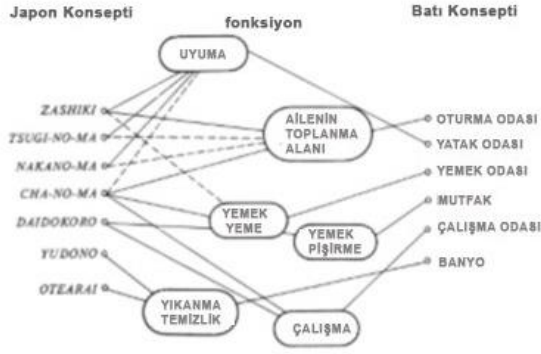 Japon Konsepti
fonksiyon
Batı Konsepti
UYUMA
ZASHIKI
TSUGI-NO-MA
NAKANO-MA
CHA-NO-MA
DAIDOKORO
YUDONO
OTEARAI
AİLENİN
TOPLANMA
ALANI
YEMEK
YEME
YEMEK
PİŞİRME
YIKANMA
TEMİZLİK
ÇALIŞMA
OTURMA ODASI
YATAK ODASI
YEMEK ODASI
MUTFAK
ÇALIŞMA ODASI
BANYO